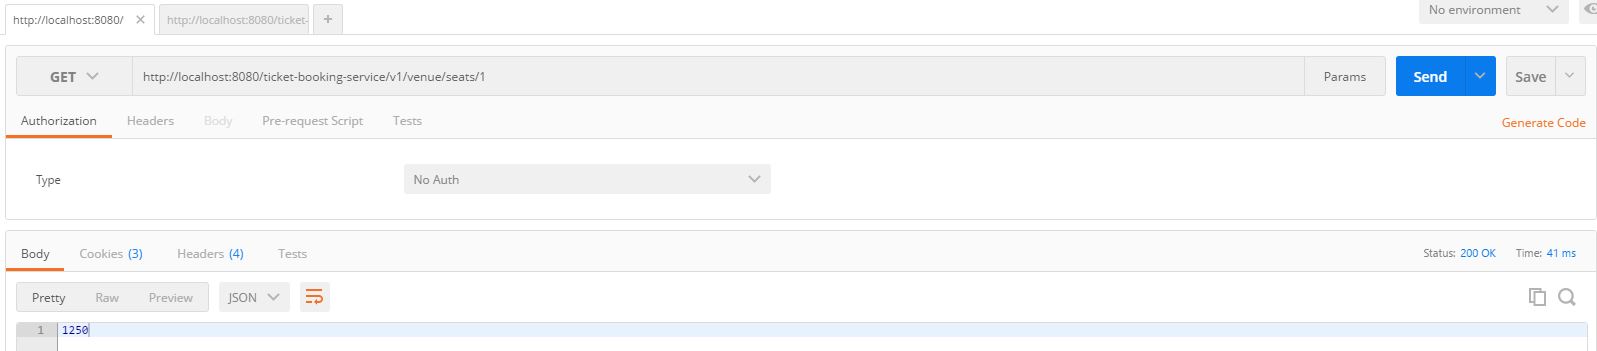 http://localhost:8080/ × http://localhost:8080/ticket- + No environment
GET http://localhost:8080/ticket-booking-service/v1/venue/seats/1 Params Send Save
Authorization Headers Body Pre-request Script Tests Generate Code
Type No Auth
Body Cookies (3) Headers (4) Tests Status: 200 OK Time: 41 ms
Pretty Raw Preview JSON
1 1250